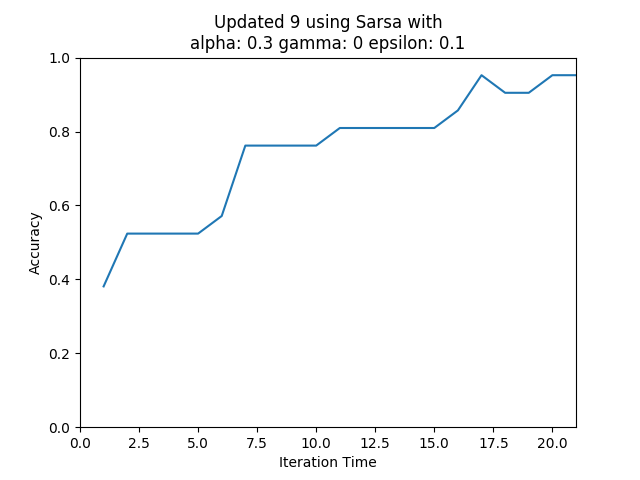 Updated 9 using Sarsa with
alpha: 0.3 gamma: 0 epsilon: 0.1
1.0
0.8
0.6
0.4
0.2
0.0
Accuracy
0.0 2.5 5.0 7.5 10.0 12.5 15.0 17.5 20.0
Iteration Time